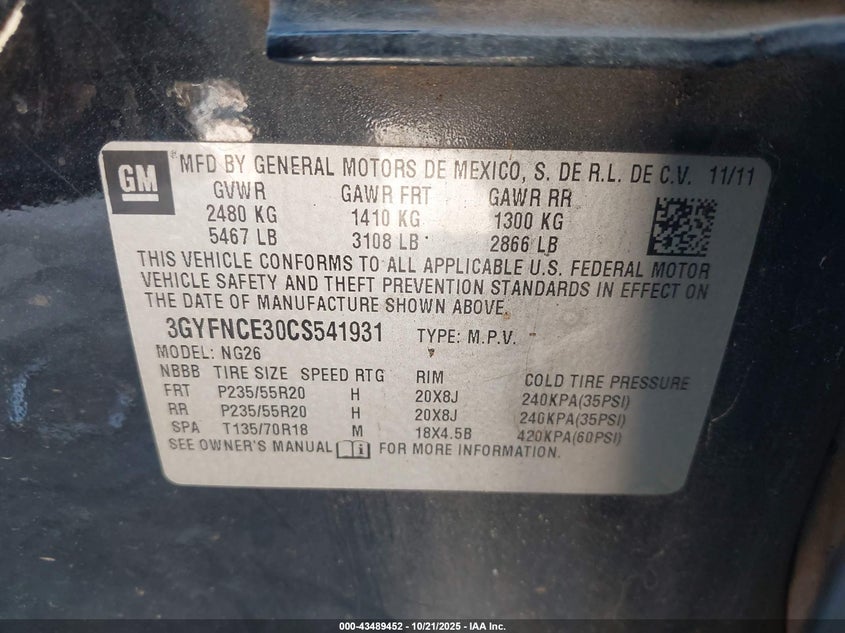 GM ® MFD BY GENERAL MOTORS DE MEXICO, S. DE R.L. DE C.V. 11/11
GVWR GAWR FRT GAWR RR
2480 KG 1410 KG 1300 KG
5467 LB 3108 LB 2866 LB
THIS VEHICLE CONFORMS TO ALL APPLICABLE U.S. FEDERAL MOTOR
VEHICLE SAFETY AND THEFT PREVENTION STANDARDS IN EFFECT ON
THE DATE OF MANUFACTURE SHOWN ABOVE.
3GYFNCE30CS541931 TYPE: M.P.V.
MODEL: NG26
NBBB TIRE SIZE SPEED RTG RIM COLD TIRE PRESSURE
FRT P235/55R20 H 20X8J 240KPA(35PSI)
RR P235/55R20 H 20X8J 240KPA(35PSI)
SPA T135/70R18 M 18X4.5B 420KPA(60PSI)
SEE OWNER'S MANUAL i FOR MORE INFORMATION.
000-43489452 - 10/21/2025 - IAA Inc.